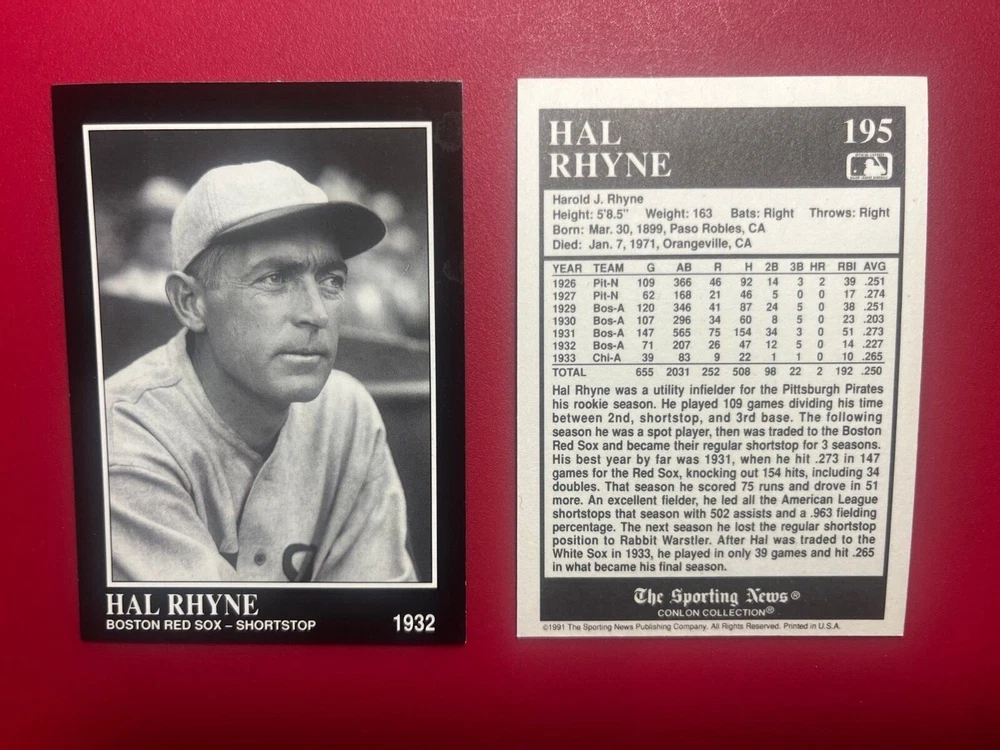 HAL RHYNE
BOSTON RED SOX – SHORTSTOP
1932
HAL
RHYNE
195
Harold J. Rhyne
Height: 5'8.5" Weight: 163 Bats: Right Throws: Right
Born: Mar. 30, 1899, Paso Robles, CA
Died: Jan. 7, 1971, Orangeville, CA
YEAR TEAM G AB R H 2B 3B HR RBI AVG
1926 Pit-N 109 366 46 92 14 3 2 39 .251
1927 Pit-N 62 168 21 46 5 0 0 17 .274
1929 Bos-A 120 346 41 87 24 5 0 38 .251
1930 Bos-A 107 296 34 60 8 5 0 23 .203
1931 Bos-A 147 565 75 154 34 3 0 51 .273
1932 Bos-A 71 207 26 47 12 5 0 14 .227
1933 Chi-A 39 83 9 22 1 1 0 10 .265
TOTAL 655 2031 252 508 98 22 2 192 .250
Hal Rhyne was a utility infielder for the Pittsburgh Pirates
his rookie season. He played 109 games dividing his time
between 2nd, shortstop, and 3rd base. The following
season he was a spot player, then was traded to the Boston
Red Sox and became their regular shortstop for 3 seasons.
His best year by far was 1931, when he hit .273 in 147
games for the Red Sox, knocking out 154 hits, including 34
doubles. That season he scored 75 runs and drove in 51
more. An excellent fielder, he led all the American League
shortstops that season with 502 assists and a .963 fielding
percentage. The next season he lost the regular shortstop
position to Rabbit Warstler. After Hal was traded to the
White Sox in 1933, he played in only 39 games and hit .265
in what became his final season.
The Sporting News®
CONLON COLLECTION®
©1991 The Sporting News Publishing Company. All Rights Reserved. Printed in U.S.A.